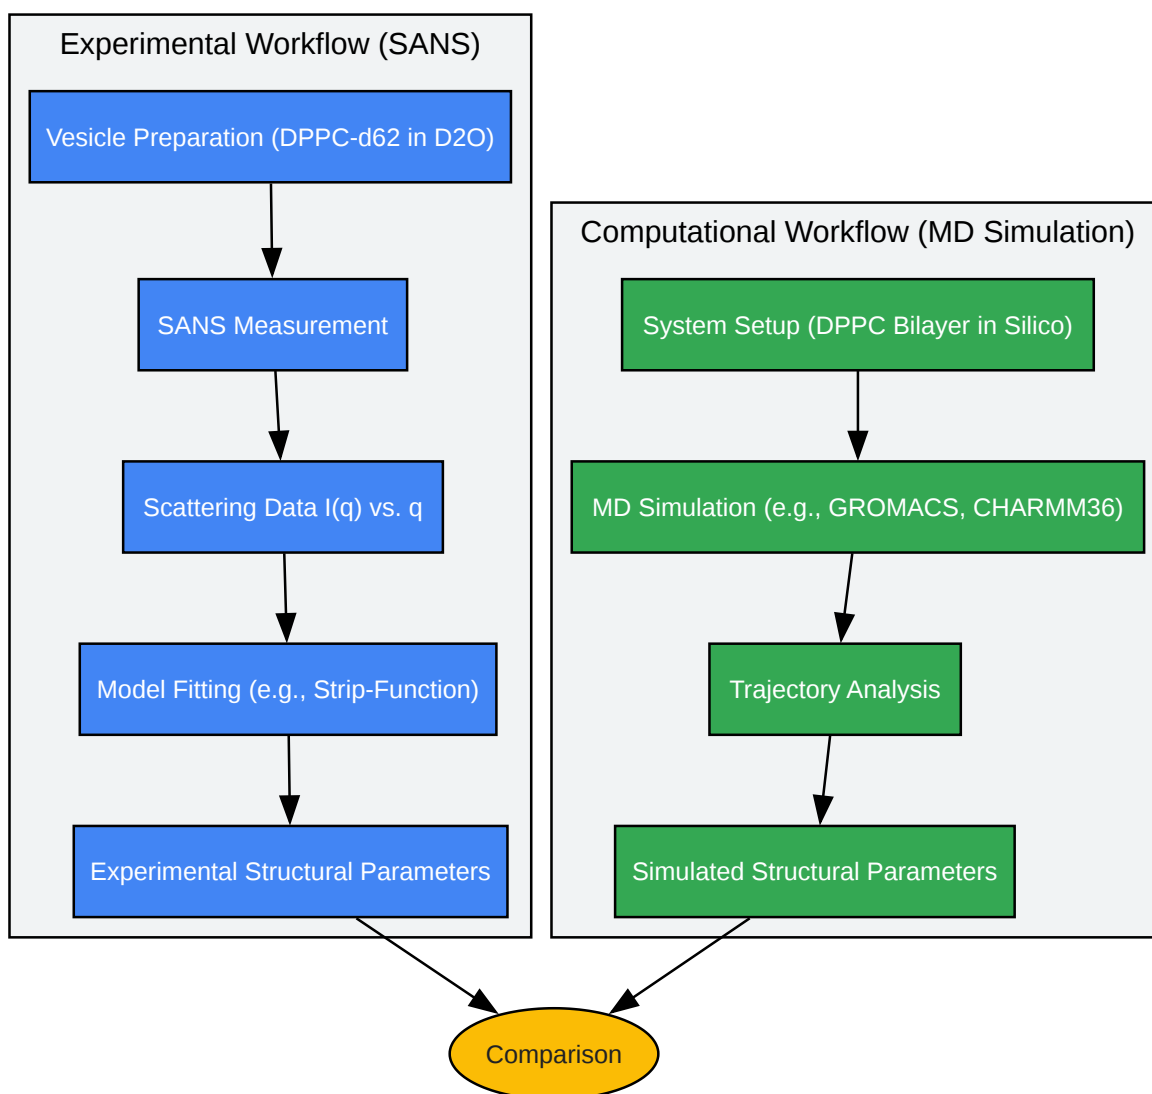 Experimental Workflow (SANS)
Vesicle Preparation (DPPC-d62 in D2O)
SANS Measurement
Scattering Data I(q) vs. q
Model Fitting (e.g., Strip-Function)
Experimental Structural Parameters
Computational Workflow (MD Simulation)
System Setup (DPPC Bilayer in Silico)
MD Simulation (e.g., GROMACS, CHARMM36)
Trajectory Analysis
Simulated Structural Parameters
Comparison